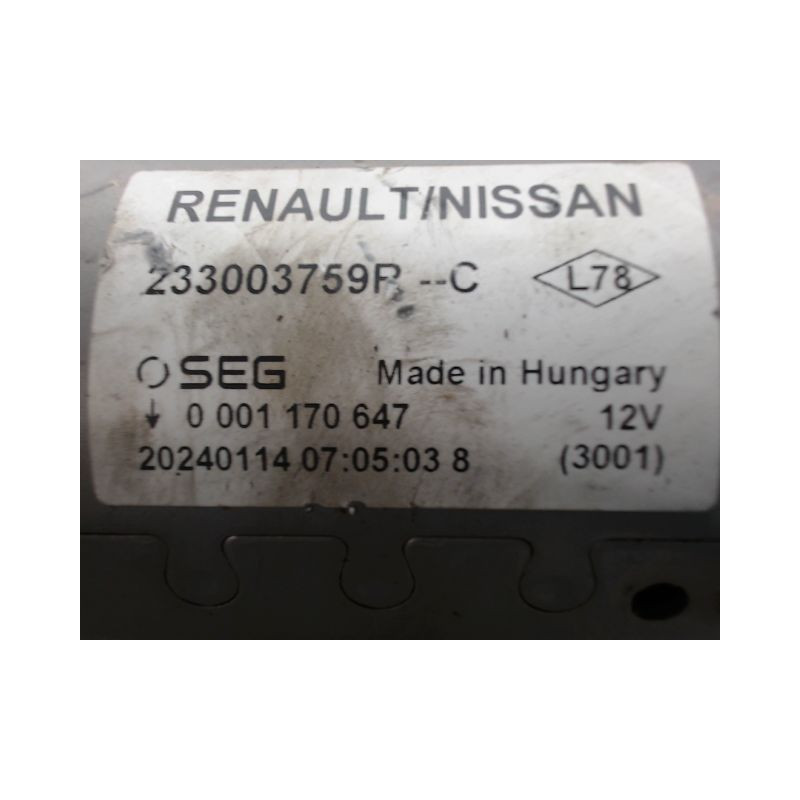 RENAULT/NISSAN
233003759R --C L78
SEG Made in Hungary
0 001 170 647 12V
20240114 07:05:03 8 (3001)